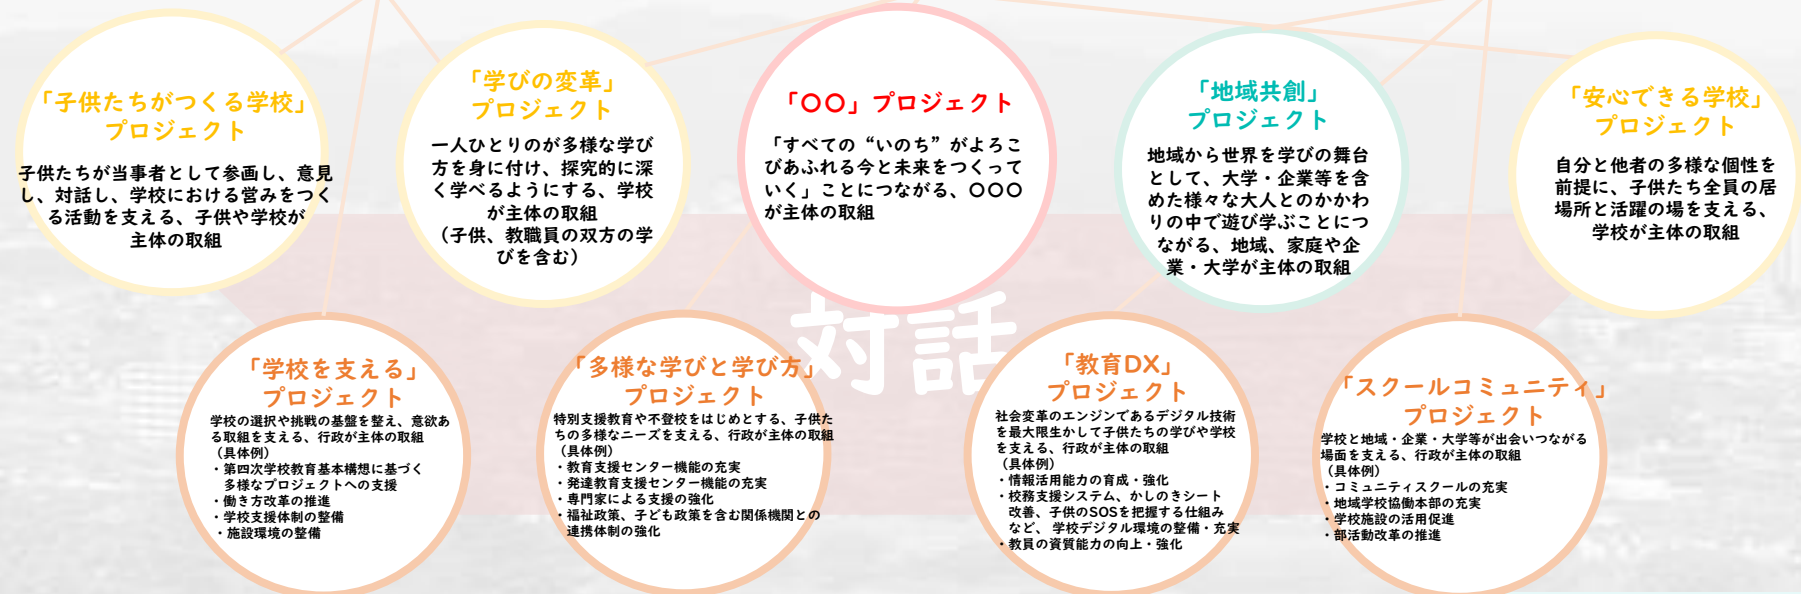 「子供たちがつくる学校」
プロジェクト
子供たちが当事者として参画し、意見
し、対話し、学校における営みをつく
る活動を支える、子供や学校が
主体の取組
「学びの変革」
プロジェクト
一人ひとりのが多様な学び
方を身に付け、探究的に深
く学べるようにする、学校
が主体の取組
（子供、教職員の双方の学
びを含む）
「〇〇」プロジェクト
「すべての“いのち”がよろこ
びあふれる今と未来をつくって
いく」ことにつながる、〇〇〇
が主体の取組
「地域共創」
プロジェクト
地域から世界を学びの舞台
として、大学・企業等を含
めた様々な大人とのかかわ
りの中で遊び学ぶことにつ
ながる、地域、家庭や企
業・大学が主体の取組
「安心できる学校」
プロジェクト
自分と他者の多様な個性を
前提に、子供たち全員の居
場所と活躍の場を支える、
学校が主体の取組
対話
「学校を支える」
プロジェクト
学校の選択や挑戦の基盤を整え、意欲あ
る取組を支える、行政が主体の取組
（具体例）
・第四次学校教育基本構想に基づく
多様なプロジェクトへの支援
・働き方改革の推進
・学校支援体制の整備
・施設環境の整備
「多様な学びと学び方」
プロジェクト
特別支援教育や不登校をはじめとする、子供た
ちの多様なニーズを支える、行政が主体の取組
（具体例）
・教育支援センター機能の充実
・発達教育支援センター機能の充実
・専門家による支援の強化
・福祉政策、子ども政策を含む関係機関との
連携体制の強化
「教育DX」
プロジェクト
社会変革のエンジンであるデジタル技術
を最大限生かして子供たちの学びや学校
を支える、行政が主体の取組
（具体例）
・情報活用能力の育成・強化
・校務支援システム、かしのきシート
改善、子供のSOSを把握する仕組み
など、 学校デジタル環境の整備・充実
・教員の資質能力の向上・強化
「スクールコミュニティ」
プロジェクト
学校と地域・企業・大学等が出会いつながる
場面を支える、行政が主体の取組
（具体例）
・コミュニティスクールの充実
・地域学校協働本部の充実
・学校施設の活用促進
・部活動改革の推進